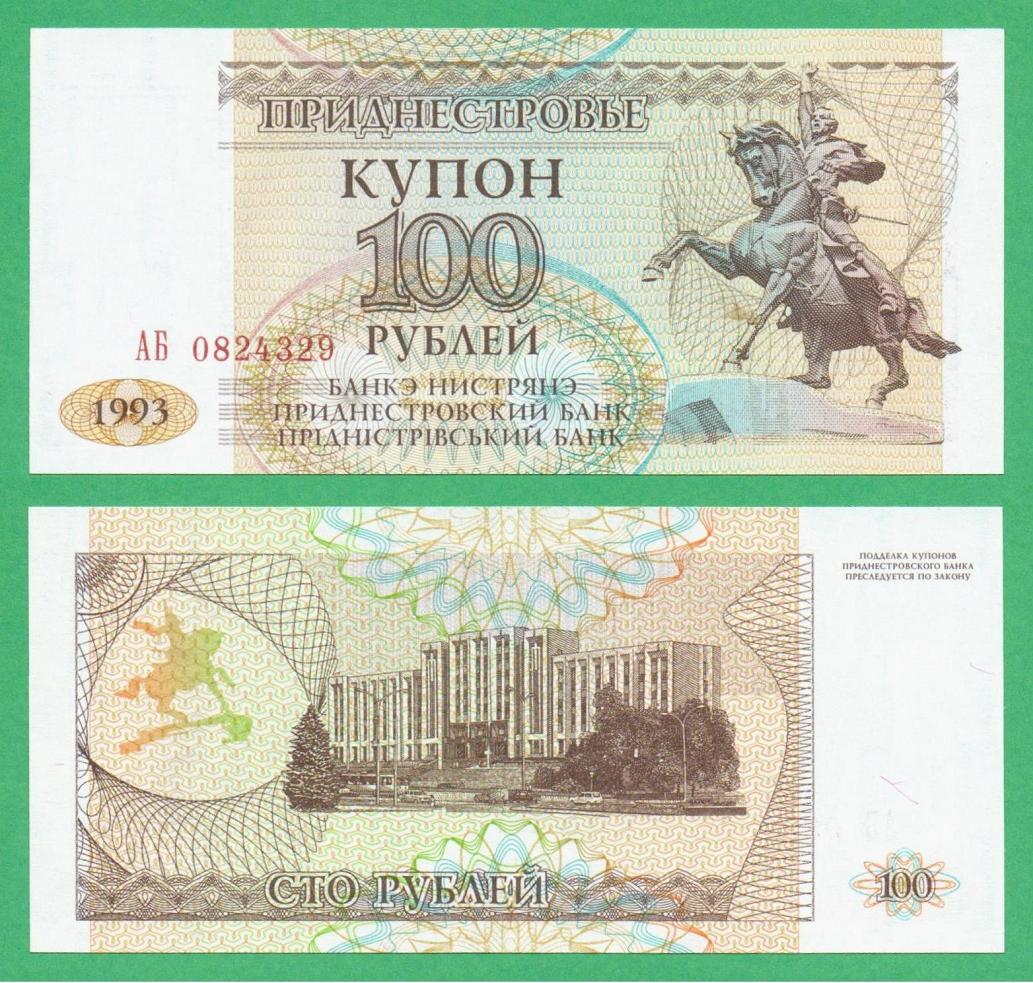 ПРИДНЕСТРОВЬЕ
КУПОН
100
РУБЛЕЙ
АБ 0824329
1993
БАНКЭ НИСТРЯНЭ
ПРИДНЕСТРОВСКИЙ БАНК
ПРІДНІСТРІВСЬКИЙ БАНК
ПОДДЕЛКА КУПОНОВ
ПРИДНЕСТРОВСКОГО БАНКА
ПРЕСЛЕДУЕТСЯ ПО ЗАКОНУ
СТО РУБЛЕЙ
100